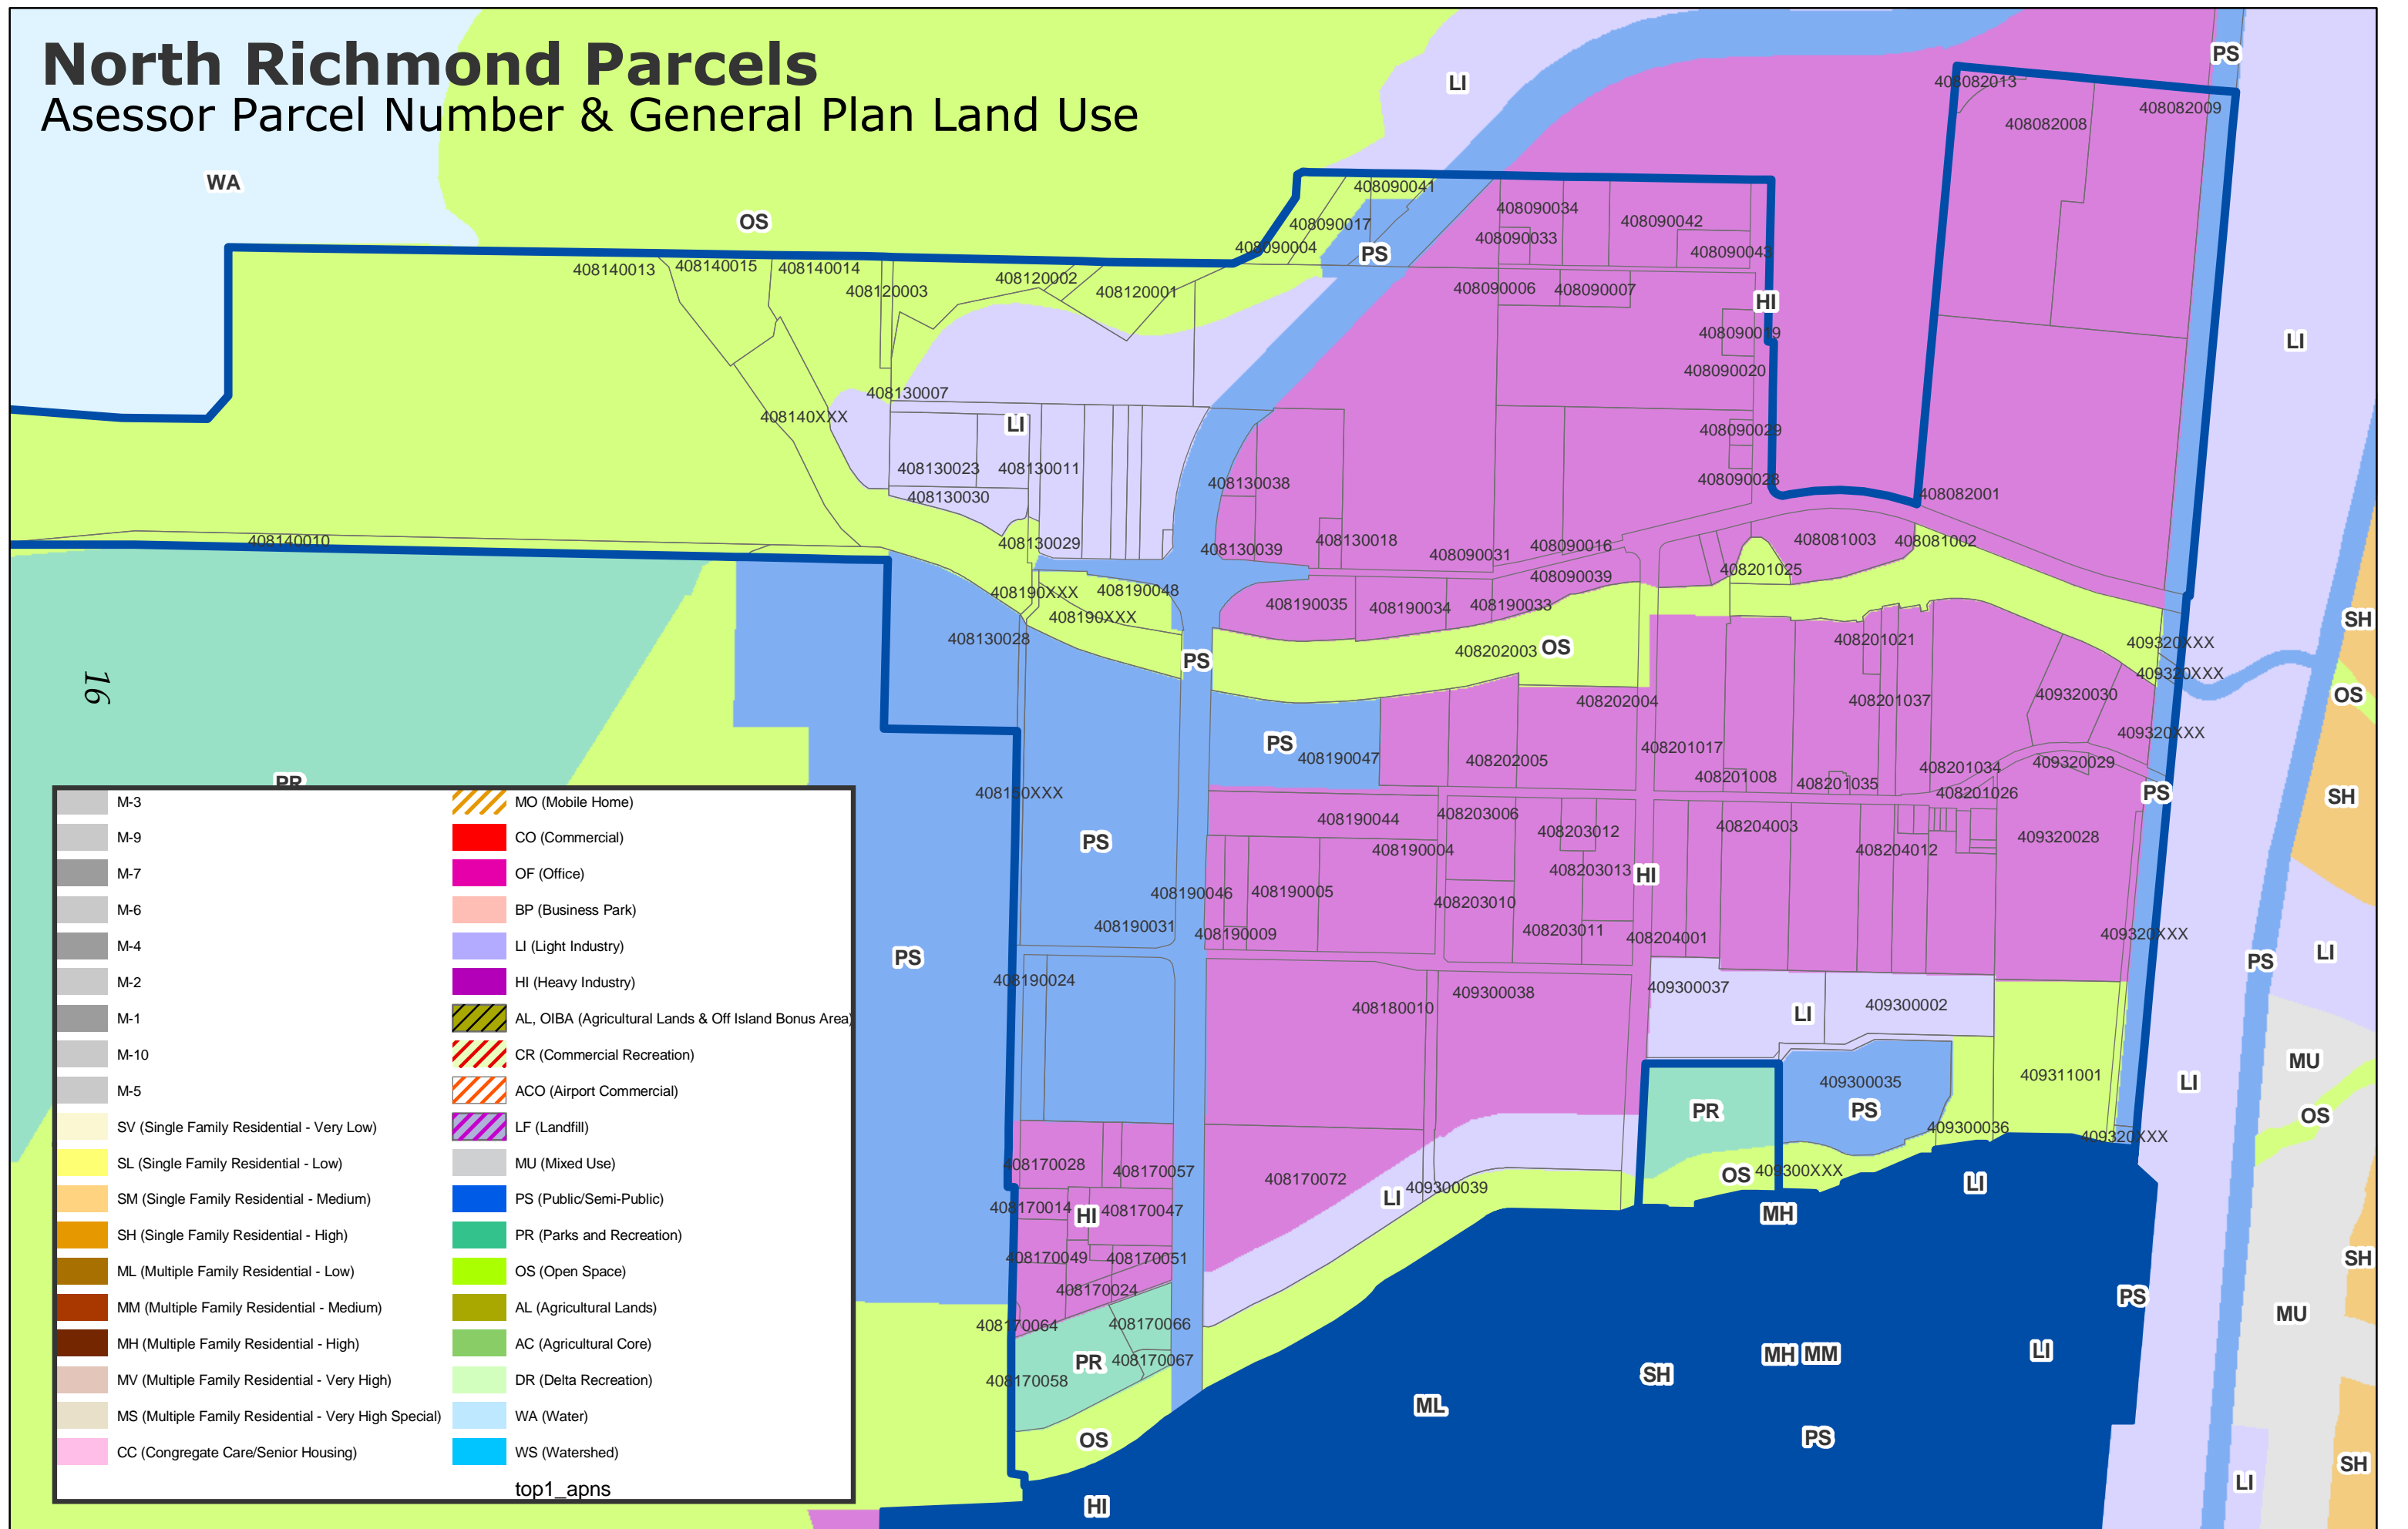 North Richmond Parcels
Asessor Parcel Number & General Plan Land Use
PS
LI
408082013
408082009
408082008
WA
OS
408090041
408090034
408090042
408090017
408090033
408090004
408090043
PS
408140013
408140015
408140014
408120002
408120003
408120001
408090006
408090007
HI
408090019
LI
408090020
408130007
408140XXX
LI
408090029
408130023
408130011
408130038
408090028
408130030
408082001
408140010
408130029
408130039
408130018
408090031
408090016
408081003
408081002
408201025
408190XXX
408190048
408090039
408190XXX
408190035
408190034
408190033
SH
408130028
PS
408202003
OS
408201021
409320XXX
409320XXX
16
408202004
408201037
409320030
OS
PS
408190047
408202005
408201017
409320XXX
408201008
408201035
408201034
409320029
PR
408150XXX
408201026
PS
SH
PS
408190044
408203006
408203012
408204003
409320028
408190004
408204012
408190046
408190005
408203013
HI
408203010
408190031
408190009
408203011
408204001
409320XXX
PS
PS
LI
408190024
408180010
409300038
409300037
LI
409300002
409300035
409311001
LI
MU
PR
PS
OS
409300036
409320XXX
408170028
408170057
408170072
OS
409300XXX
LI
409300039
LI
408170014
HI
408170047
MH
408170049
408170051
SH
408170024
PS
MU
408170064
408170066
PR
408170067
MH
MM
LI
408170058
SH
ML
OS
PS
SH
LI
HI
M-3
M-9
M-7
M-6
M-4
M-2
M-1
M-10
M-5
SV (Single Family Residential - Very Low)
SL (Single Family Residential - Low)
SM (Single Family Residential - Medium)
SH (Single Family Residential - High)
ML (Multiple Family Residential - Low)
MM (Multiple Family Residential - Medium)
MH (Multiple Family Residential - High)
MV (Multiple Family Residential - Very High)
MS (Multiple Family Residential - Very High Special)
CC (Congregate Care/Senior Housing)
MO (Mobile Home)
CO (Commercial)
OF (Office)
BP (Business Park)
LI (Light Industry)
HI (Heavy Industry)
AL, OIBA (Agricultural Lands & Off Island Bonus Area)
CR (Commercial Recreation)
ACO (Airport Commercial)
LF (Landfill)
MU (Mixed Use)
PS (Public/Semi-Public)
PR (Parks and Recreation)
OS (Open Space)
AL (Agricultural Lands)
AC (Agricultural Core)
DR (Delta Recreation)
WA (Water)
WS (Watershed)
top1_apns